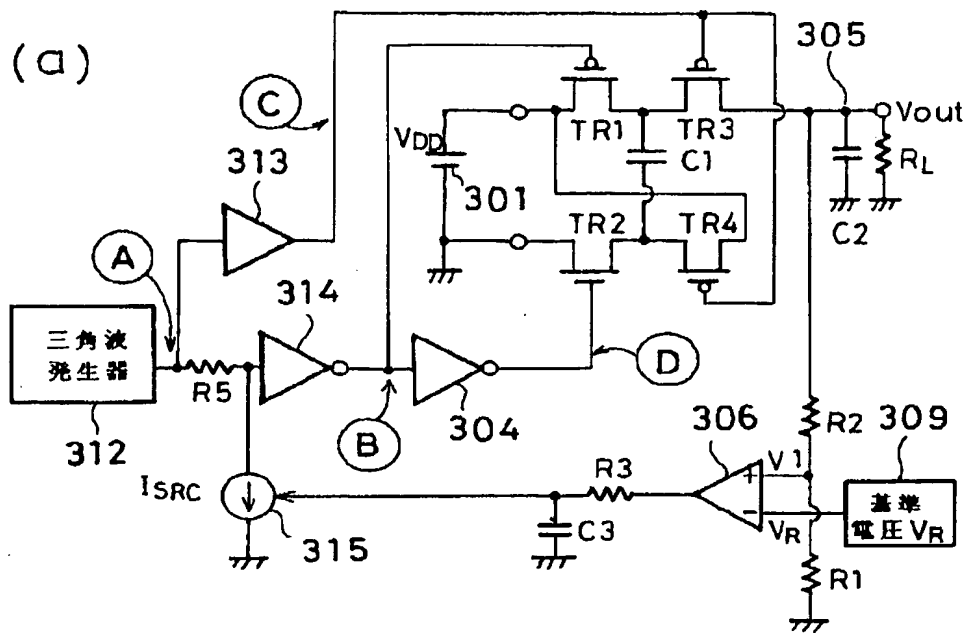 (a)
305
Vout
C
TR1
TR3
VDD
C1
RL
313
301
TR2
TR4
C2
A
314
三角波
発生器
R5
D
304
B
306
R2
309
312
ISRC
R3
V1
+
-
基準
電圧VR
VR
C3
315
R1